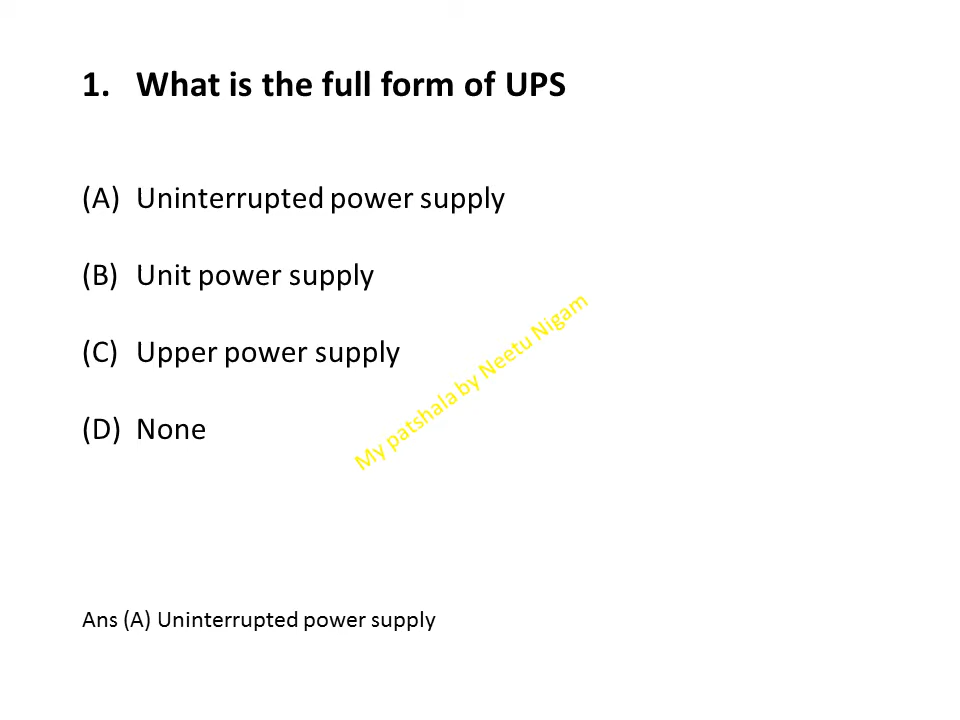 1. What is the full form of UPS
(A) Uninterrupted power supply
(B) Unit power supply
(C) Upper power supply
(D) None
My patshala by Neetu Nigam
Ans (A) Uninterrupted power supply